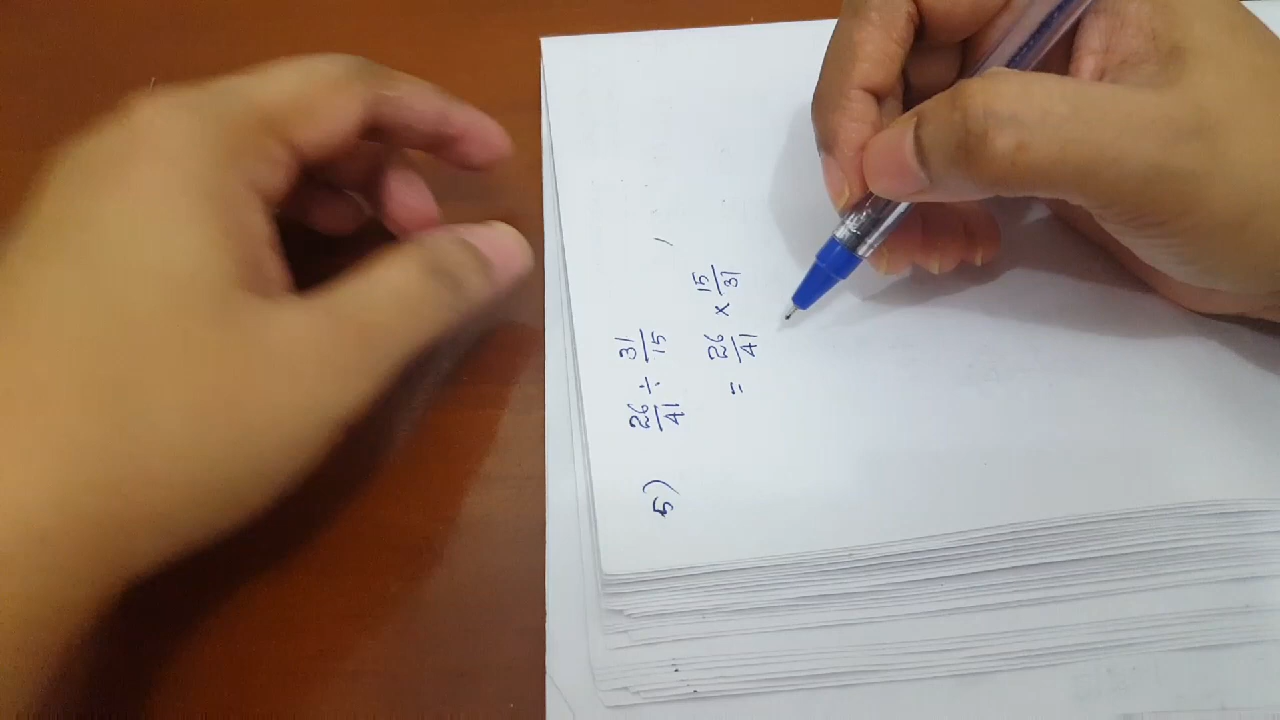 5) 26/41 ÷ 31/15
= 26/41 × 15/31